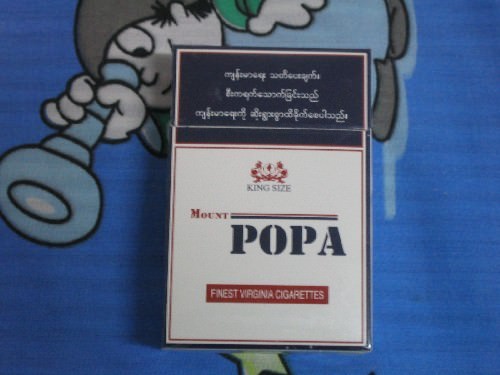 ကျန်းမာရေး သတိပေးချက်။
စီးကရက်သောက်ခြင်းသည်
ကျန်းမာရေးကို ဆိုးရွားစွာထိခိုက်စေပါသည်။
KING SIZE
MOUNT
POPA
FINEST VIRGINIA CIGARETTES